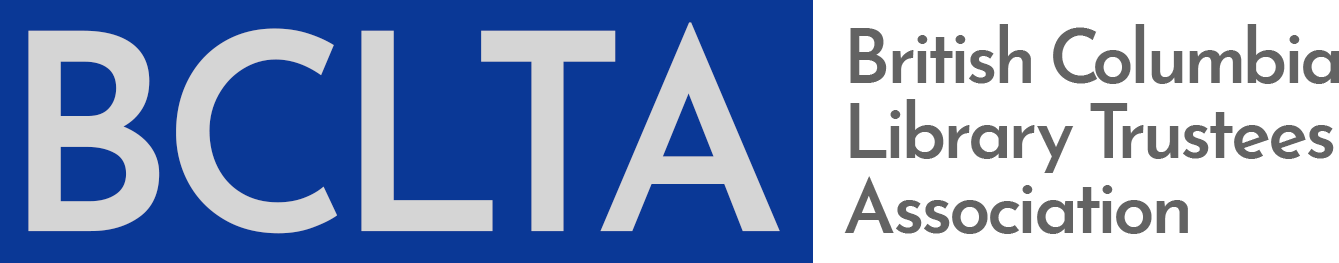 BCLTA
British Columbia
Library Trustees
Association